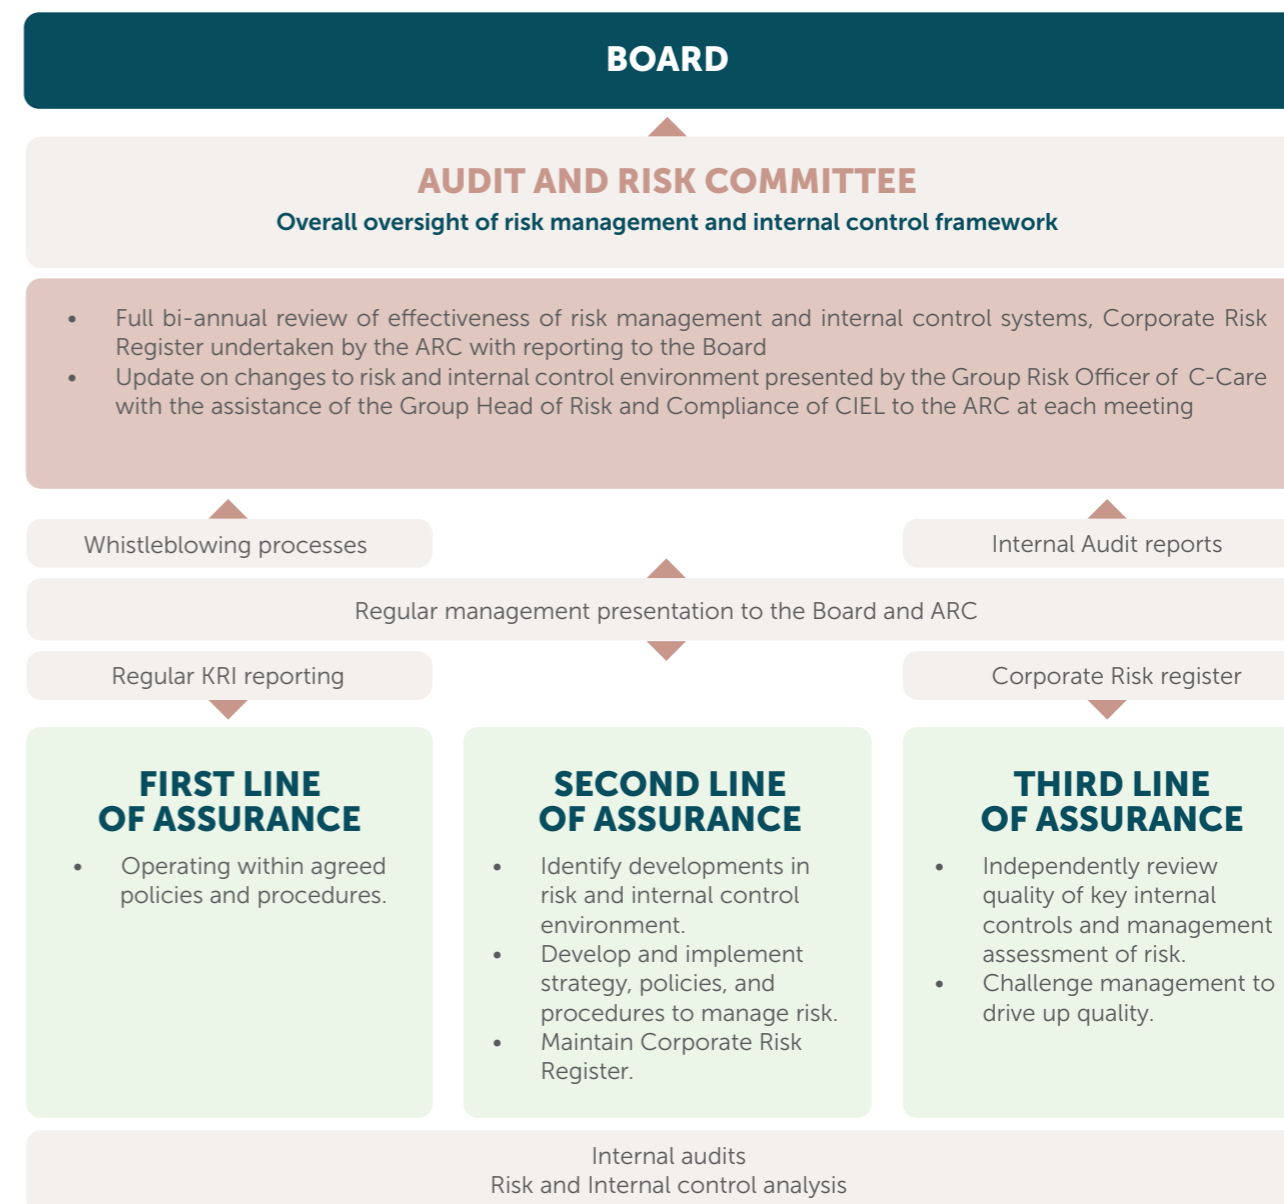 BOARD
AUDIT AND RISK COMMITTEE
Overall oversight of risk management and internal control framework
• Full bi-annual review of effectiveness of risk management and internal control systems, Corporate Risk
Register undertaken by the ARC with reporting to the Board
• Update on changes to risk and internal control environment presented by the Group Risk Officer of C-Care
with the assistance of the Group Head of Risk and Compliance of CIEL to the ARC at each meeting
Whistleblowing processes
Internal Audit reports
Regular management presentation to the Board and ARC
Regular KRI reporting
Corporate Risk register
FIRST LINE
OF ASSURANCE
• Operating within agreed
policies and procedures.
SECOND LINE
OF ASSURANCE
• Identify developments in
risk and internal control
environment.
• Develop and implement
strategy, policies, and
procedures to manage risk.
• Maintain Corporate Risk
Register.
THIRD LINE
OF ASSURANCE
• Independently review
quality of key internal
controls and management
assessment of risk.
• Challenge management to
drive up quality.
Internal audits
Risk and Internal control analysis